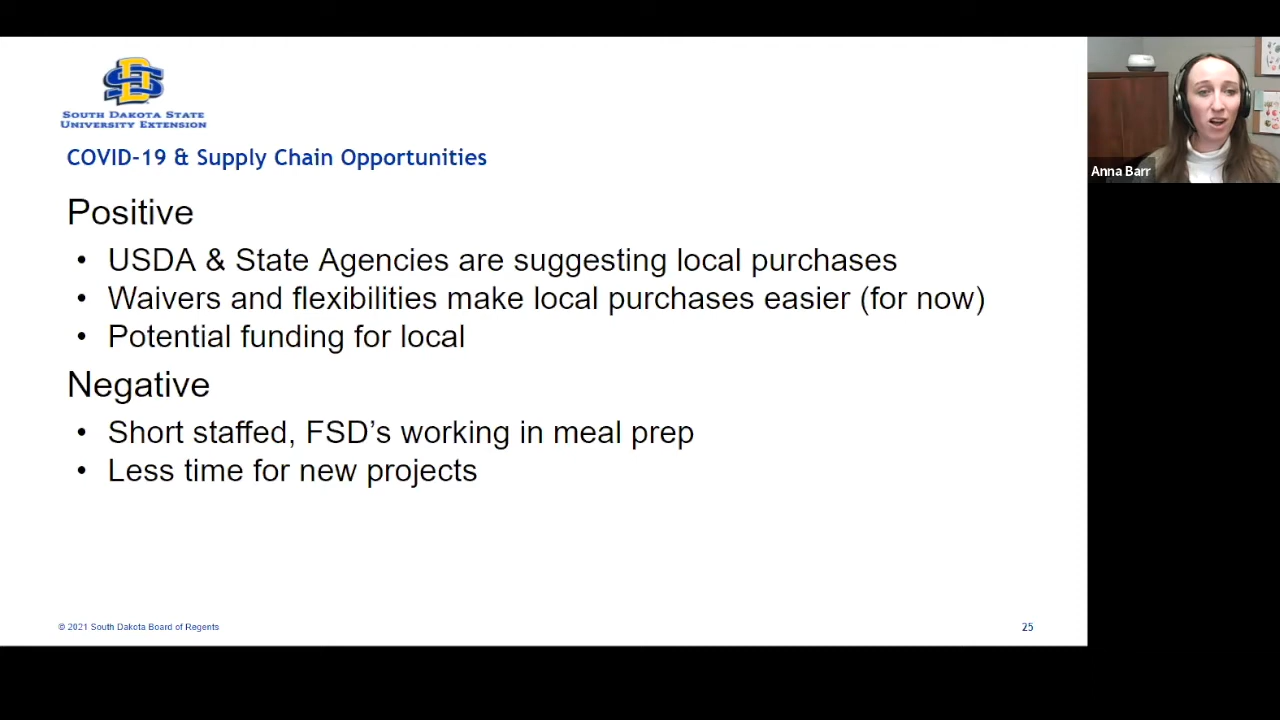 SOUTH DAKOTA STATE
UNIVERSITY EXTENSION
COVID-19 & Supply Chain Opportunities
Anna Barr
Positive
• USDA & State Agencies are suggesting local purchases
• Waivers and flexibilities make local purchases easier (for now)
• Potential funding for local
Negative
• Short staffed, FSD’s working in meal prep
• Less time for new projects
© 2021 South Dakota Board of Regents
25